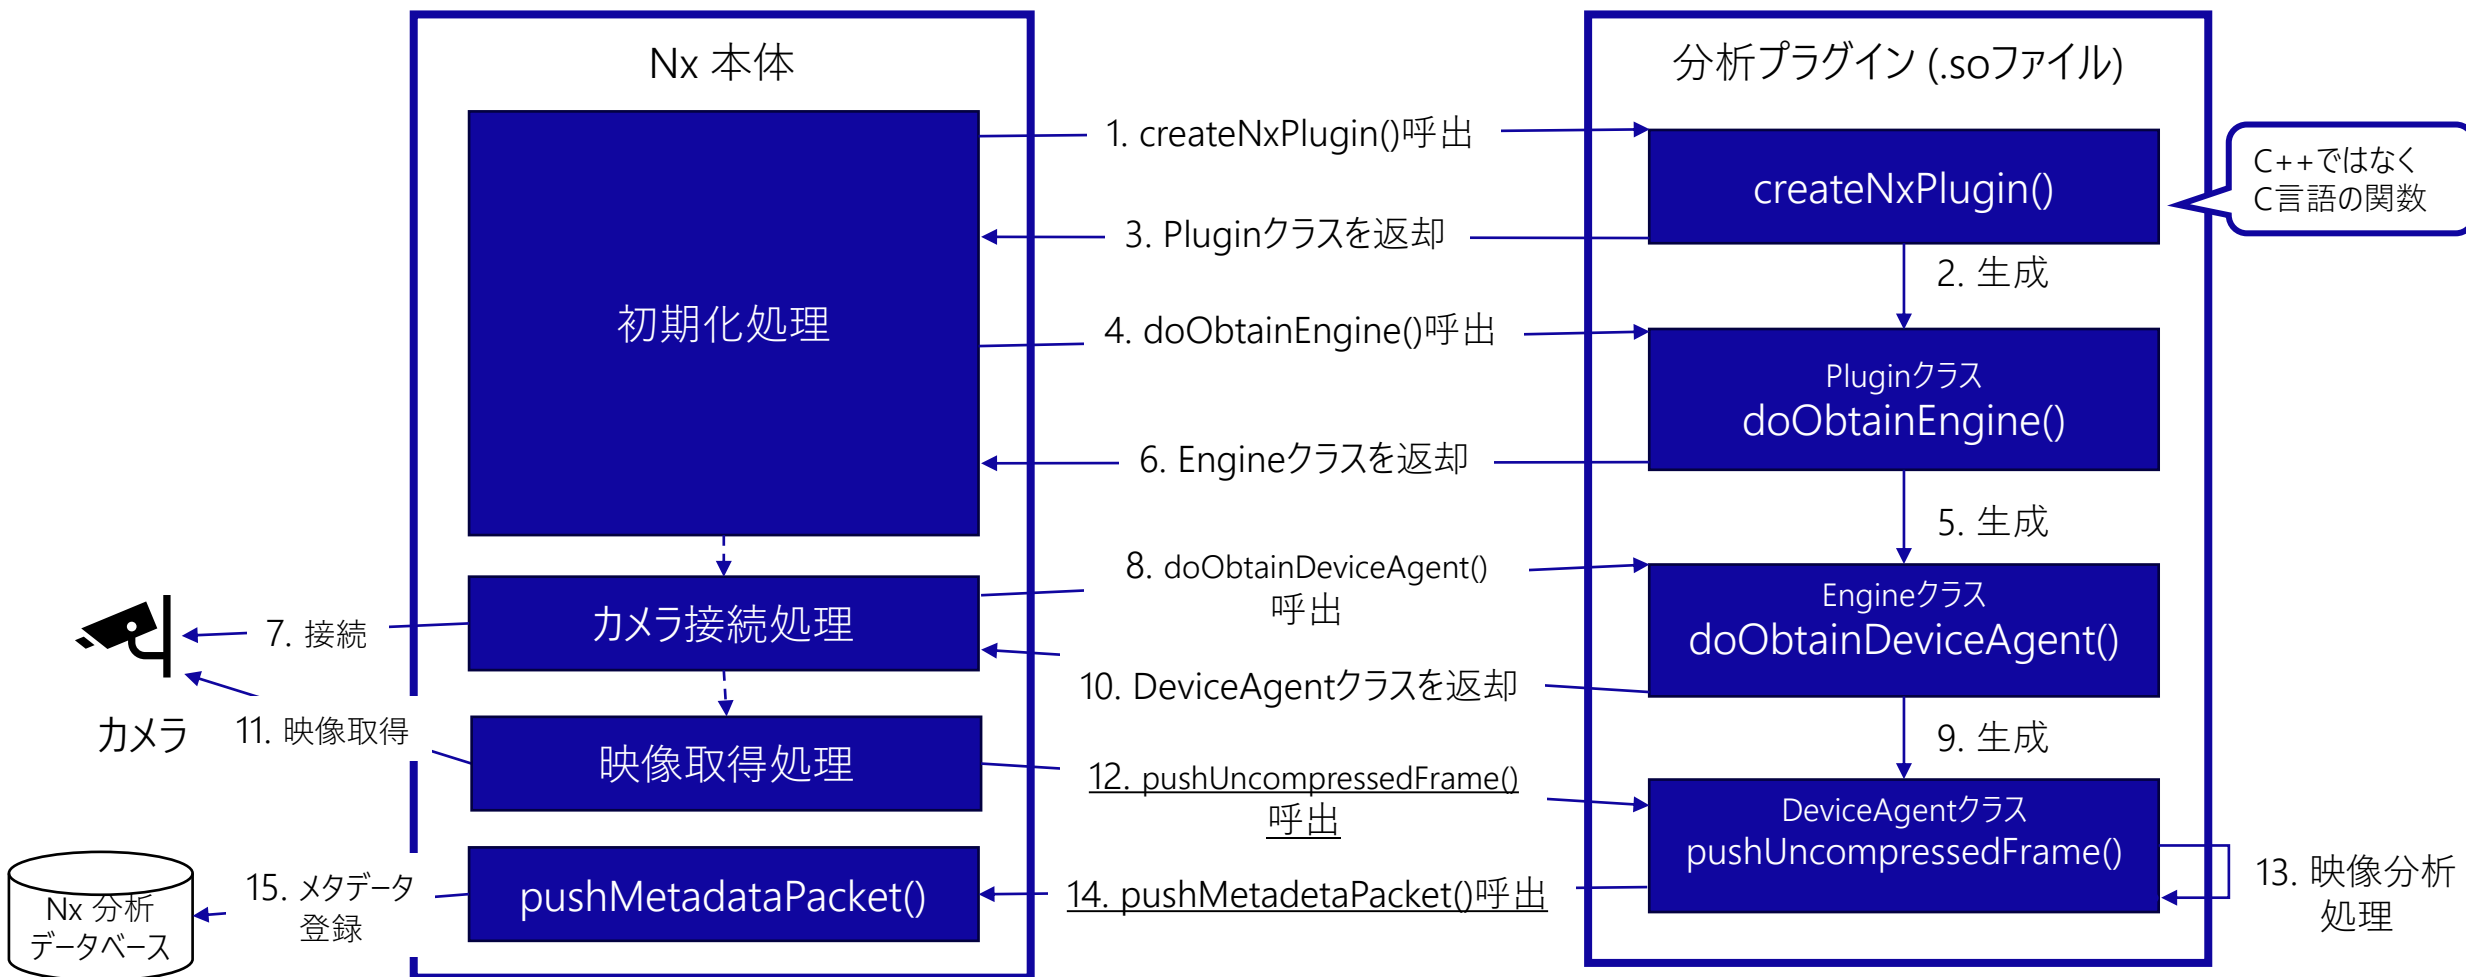 Nx 本体
分析プラグイン (.soファイル)
1. createNxPlugin()呼出
createNxPlugin()
C++ではなく
C言語の関数
3. Pluginクラスを返却
2. 生成
初期化処理
4. doObtainEngine()呼出
Pluginクラス
doObtainEngine()
6. Engineクラスを返却
5. 生成
8. doObtainDeviceAgent()
呼出
Engineクラス
doObtainDeviceAgent()
7. 接続
カメラ接続処理
10. DeviceAgentクラスを返却
カメラ
11. 映像取得
9. 生成
映像取得処理
12. pushUncompressedFrame()
呼出
DeviceAgentクラス
pushUncompressedFrame()
13. 映像分析
処理
15. メタデータ
登録
pushMetadataPacket()
14. pushMetadetaPacket()呼出
Nx 分析
データベース